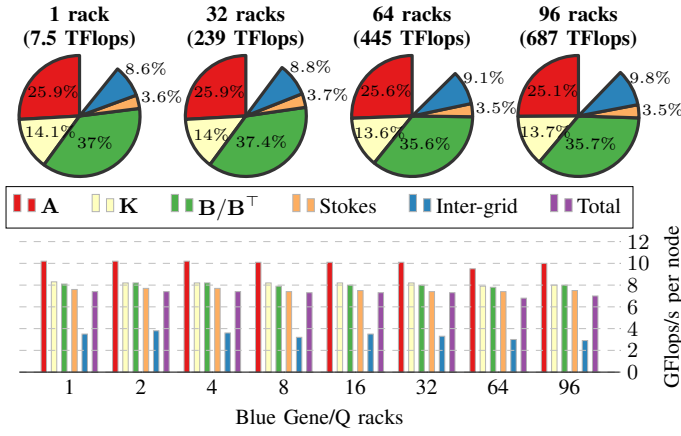 1 rack 32 racks 64 racks 96 racks
(7.5 TFlops) (239 TFlops) (445 TFlops) (687 TFlops)
25.9% 8.6% 3.6% 37% 14.1%
25.9% 8.8% 3.7% 37.4% 14%
25.6% 9.1% 3.5% 35.6% 13.6%
25.1% 9.8% 3.5% 35.7% 13.7%
A K B/B⊤ Stokes Inter-grid Total
12
10
8
6
4
2
0
GFlops/s per node
1 2 4 8 16 32 64 96
Blue Gene/Q racks